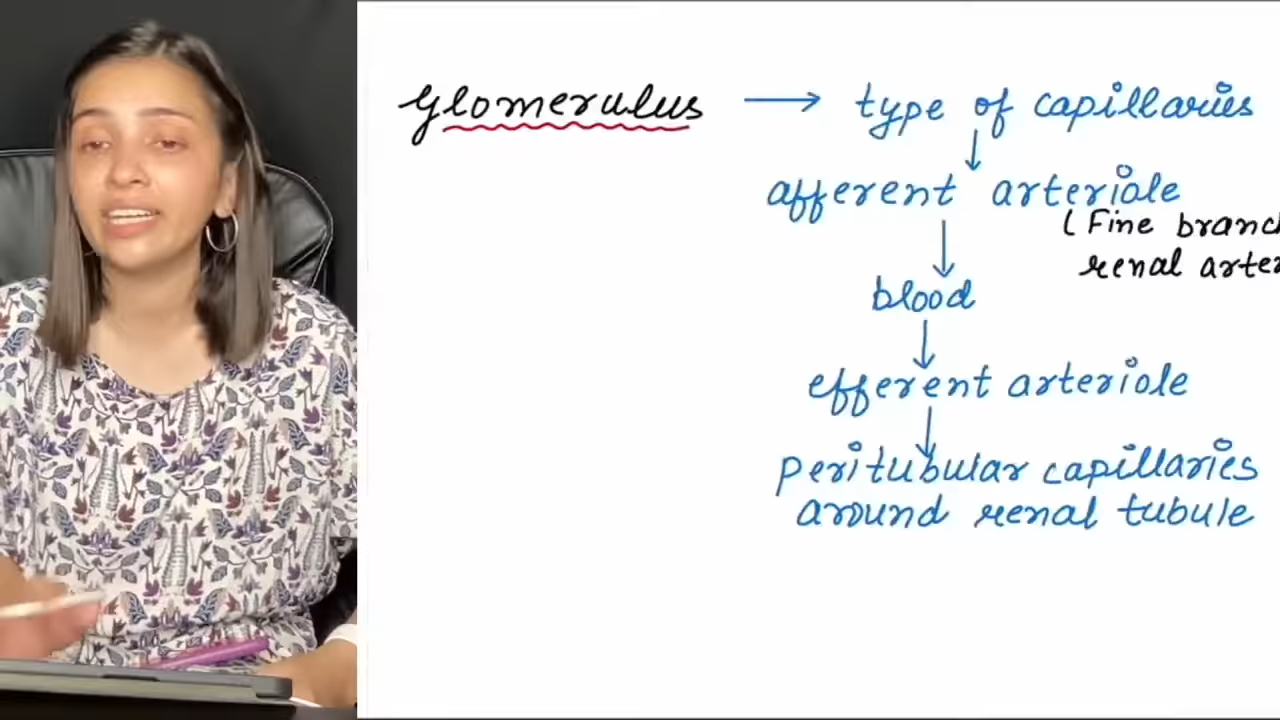 Glomerulus → type of capillaries
↓
afferent arteriole
(Fine branch
renal arter
↓
blood
↓
efferent arteriole
↓
peritubular capillaries
around renal tubule